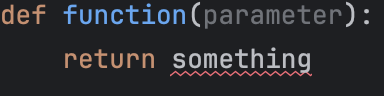 def function(parameter):
    return something